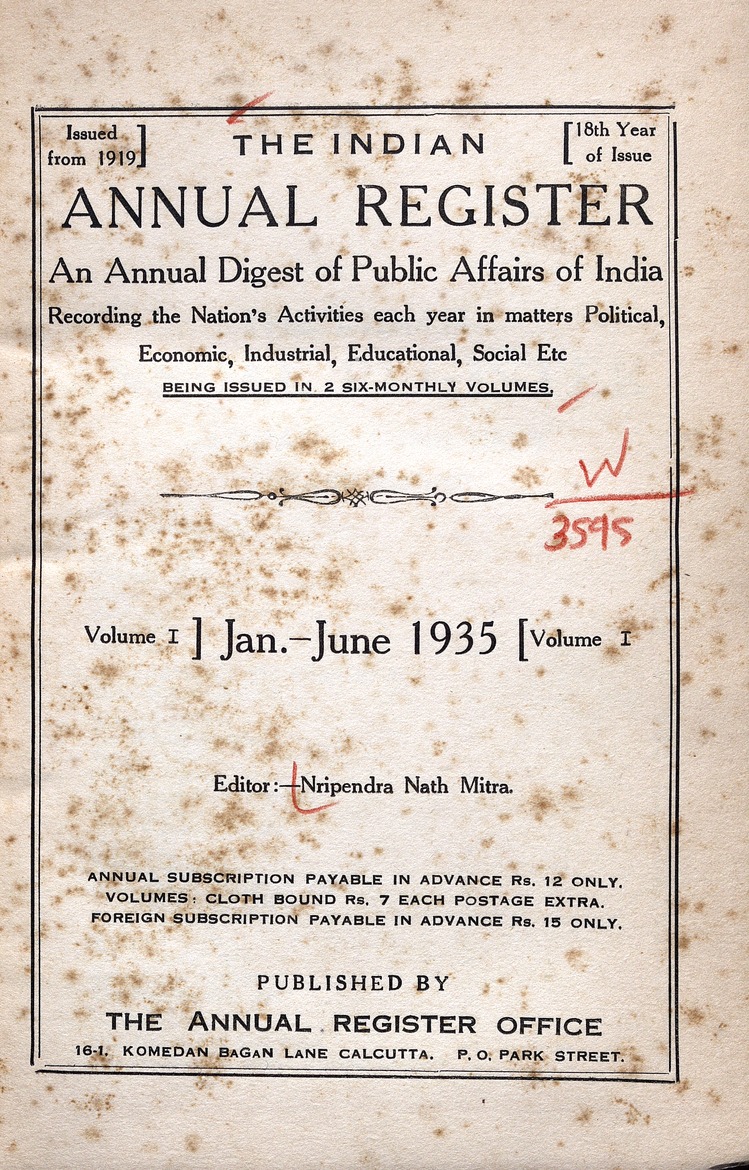 Issued
from 1919]
THE INDIAN
[18th Year
of Issue
ANNUAL REGISTER
An Annual Digest of Public Affairs of India
Recording the Nation's Activities each year in matters Political,
Economic, Industrial, Educational, Social Etc
BEING ISSUED IN 2 SIX-MONTHLY VOLUMES.
W
3595
Volume I ] Jan.—June 1935 [Volume I
Editor:—Nripendra Nath Mitra.
ANNUAL SUBSCRIPTION PAYABLE IN ADVANCE Rs. 12 ONLY.
VOLUMES: CLOTH BOUND Rs. 7 EACH POSTAGE EXTRA.
FOREIGN SUBSCRIPTION PAYABLE IN ADVANCE Rs. 15 ONLY.
PUBLISHED BY
THE ANNUAL REGISTER OFFICE
16-1. KOMEDAN BAGAN LANE CALCUTTA. P. O. PARK STREET.